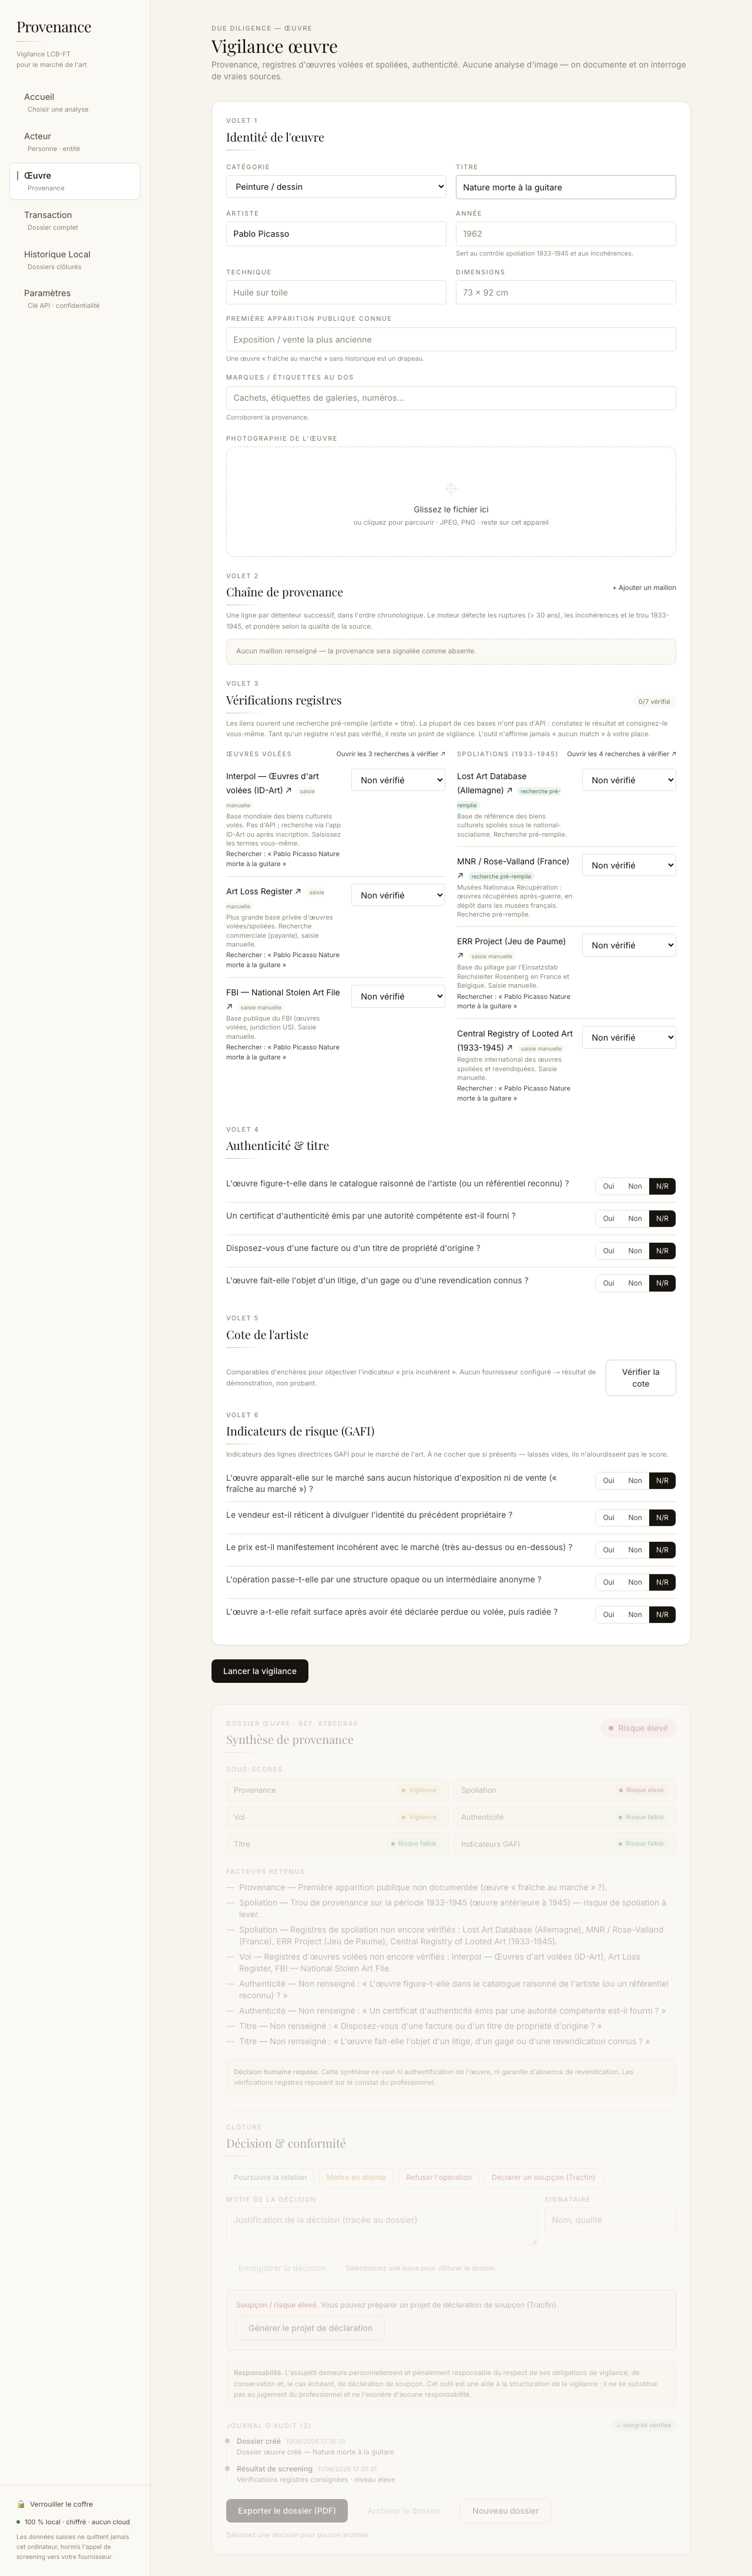 Provenance
Vigilance LCB-FT
pour le marché de l'art
Accueil
Choisir une analyse
Acteur
Personne · entité
Œuvre
Provenance
Transaction
Dossier complet
Historique Local
Dossiers clôturés
Paramètres
Clé API · confidentialité
DUE DILIGENCE — ŒUVRE
Vigilance œuvre
Provenance, registres d'œuvres volées et spoliées, authenticité. Aucune analyse d'image — on documente et on interroge
de vraies sources.
VOLET 1
Identité de l'œuvre
CATÉGORIE
TITRE
Peinture / dessin
Nature morte à la guitare
ARTISTE
ANNÉE
Pablo Picasso
1962
Sert au contrôle spoliation 1933-1945 et aux incohérences.
TECHNIQUE
DIMENSIONS
Huile sur toile
73 × 92 cm
PREMIÈRE APPARITION PUBLIQUE CONNUE
Exposition / vente la plus ancienne
Une œuvre « fraîche au marché » sans historique est un drapeau.
MARQUES / ÉTIQUETTES AU DOS
Cachets, étiquettes de galeries, numéros…
Corroborent la provenance.
PHOTOGRAPHIE DE L'ŒUVRE
Glissez le fichier ici
ou cliquez pour parcourir · JPEG, PNG · reste sur cet appareil
VOLET 2
Chaîne de provenance
+ Ajouter un maillon
Une ligne par détenteur successif, dans l'ordre chronologique. Le moteur détecte les ruptures (> 30 ans), les incohérences et le trou 1933-
1945, et pondère selon la qualité de la source.
Aucun maillon renseigné — la provenance sera signalée comme absente.
VOLET 3
Vérifications registres
0/7 vérifié
Les liens ouvrent une recherche pré-remplie (artiste + titre). La plupart de ces bases n'ont pas d'API : constatez le résultat et consignez-le
vous-même. Tant qu'un registre n'est pas vérifié, il reste un point de vigilance. L'outil n'affirme jamais « aucun match » à votre place.
ŒUVRES VOLÉES
Ouvrir les 3 recherches à vérifier ↗
Interpol — Œuvres d'art
volées (ID-Art) ↗ saisie
manuelle
Non vérifié
Base mondiale des biens culturels
volés. Pas d'API ; recherche via l'app
ID-Art ou après inscription. Saisissez
les termes vous-même.
Rechercher : « Pablo Picasso Nature
morte à la guitare »
Art Loss Register ↗ saisie
manuelle
Non vérifié
Plus grande base privée d'œuvres
volées/spoliées. Recherche
commerciale (payante), saisie
manuelle.
Rechercher : « Pablo Picasso Nature
morte à la guitare »
FBI — National Stolen Art File
↗ saisie manuelle
Non vérifié
Base publique du FBI (œuvres
volées, juridiction US). Saisie
manuelle.
Rechercher : « Pablo Picasso Nature
morte à la guitare »
SPOLIATIONS (1933-1945)
Ouvrir les 4 recherches à vérifier ↗
Lost Art Database
(Allemagne) ↗ recherche pré-
remplie
Non vérifié
Base de référence des biens
culturels spoliés sous le national-
socialisme. Recherche pré-remplie.
MNR / Rose-Valland (France)
↗ recherche pré-remplie
Non vérifié
Musées Nationaux Récupération :
œuvres récupérées après-guerre, en
dépôt dans les musées français.
Recherche pré-remplie.
ERR Project (Jeu de Paume)
↗ saisie manuelle
Non vérifié
Base du pillage par l'Einsatzstab
Reichsleiter Rosenberg en France et
Belgique. Saisie manuelle.
Rechercher : « Pablo Picasso Nature
morte à la guitare »
Central Registry of Looted Art
(1933-1945) ↗ saisie manuelle
Non vérifié
Registre international des œuvres
spoliées et revendiquées. Saisie
manuelle.
Rechercher : « Pablo Picasso Nature
morte à la guitare »
VOLET 4
Authenticité & titre
L'œuvre figure-t-elle dans le catalogue raisonné de l'artiste (ou un référentiel reconnu) ?
Oui Non N/R
Un certificat d'authenticité émis par une autorité compétente est-il fourni ?
Oui Non N/R
Disposez-vous d'une facture ou d'un titre de propriété d'origine ?
Oui Non N/R
L'œuvre fait-elle l'objet d'un litige, d'un gage ou d'une revendication connus ?
Oui Non N/R
VOLET 5
Cote de l'artiste
Comparables d'enchères pour objectiver l'indicateur « prix incohérent ». Aucun fournisseur configuré → résultat de
démonstration, non probant.
Vérifier la
cote
VOLET 6
Indicateurs de risque (GAFI)
Indicateurs des lignes directrices GAFI pour le marché de l'art. À ne cocher que si présents — laissés vides, ils n'alourdissent pas le score.
L'œuvre apparaît-elle sur le marché sans aucun historique d'exposition ni de vente («
fraîche au marché ») ?
Oui Non N/R
Le vendeur est-il réticent à divulguer l'identité du précédent propriétaire ?
Oui Non N/R
Le prix est-il manifestement incohérent avec le marché (très au-dessus ou en-dessous) ?
Oui Non N/R
L'opération passe-t-elle par une structure opaque ou un intermédiaire anonyme ?
Oui Non N/R
L'œuvre a-t-elle refait surface après avoir été déclarée perdue ou volée, puis radiée ?
Oui Non N/R
Lancer la vigilance
DOSSIER ŒUVRE · RÉF.
Risque élevé
Synthèse de provenance
SOUS-SCORES
Provenance
Vigilance
Spoliation
Risque élevé
Vol
Vigilance
Authenticité
Risque faible
Titre
Risque faible
Indicateurs GAFI
Risque faible
FACTEURS RETENUS
— Provenance — Première apparition publique non documentée (œuvre « fraîche au marché » ?).
— Spoliation — Trou de provenance sur la période 1933-1945 (œuvre antérieure à 1945) — risque de spoliation à
lever.
— Spoliation — Registres de spoliation non encore vérifiés : Lost Art Database (Allemagne), MNR / Rose-Valland
(France), ERR Project (Jeu de Paume), Central Registry of Looted Art (1933-1945).
— Vol — Registres d'œuvres volées non encore vérifiés : Interpol — Œuvres d'art volées (ID-Art), Art Loss
Register, FBI — National Stolen Art File.
— Authenticité — Non renseigné : « L'œuvre figure-t-elle dans le catalogue raisonné de l'artiste (ou un référentiel
reconnu) ? »
— Authenticité — Non renseigné : « Un certificat d'authenticité émis par une autorité compétente est-il fourni ? »
— Titre — Non renseigné : « Disposez-vous d'une facture ou d'un titre de propriété d'origine ? »
— Titre — Non renseigné : « L'œuvre fait-elle l'objet d'un litige, d'un gage ou d'une revendication connus ? »
Décision humaine requise. Cette synthèse ne vaut ni authentification de l'œuvre, ni garantie d'absence de revendication. Les
vérifications registres reposent sur le constat du professionnel.
CLÔTURE
Décision & conformité
Poursuivre la relation
Mettre en attente
Refuser l'opération
Déclarer un soupçon (Tracfin)
MOTIF DE LA DÉCISION
SIGNATAIRE
Justification de la décision (tracée au dossier)
Nom, qualité
Enregistrer la décision
Sélectionnez une issue pour clôturer le dossier.
Soupçon / risque élevé. Vous pouvez préparer un projet de déclaration de soupçon (Tracfin).
Générer le projet de déclaration
Responsabilité. L'assujetti demeure personnellement et pénalement responsable du respect de ses obligations de vigilance, de
conservation et, le cas échéant, de déclaration de soupçon. Cet outil est une aide à la structuration de la vigilance : il ne se substitue
pas au jugement du professionnel et ne l'exonère d'aucune responsabilité.
JOURNAL D'AUDIT (2)
✓ Intégrité vérifiée
Dossier créé 11/06/2026 17:35:31
Dossier œuvre créé — Nature morte à la guitare
Résultat de screening 11/06/2026 17:35:31
Vérifications registres consignées · niveau eleve
Exporter le dossier (PDF)
Archiver le dossier
Nouveau dossier
Saisissez une décision pour pouvoir archiver.
Verrouiller le coffre
100 % local · chiffré · aucun cloud
Les données saisies ne quittent jamais
cet ordinateur, hormis l'appel de
screening vers votre fournisseur.